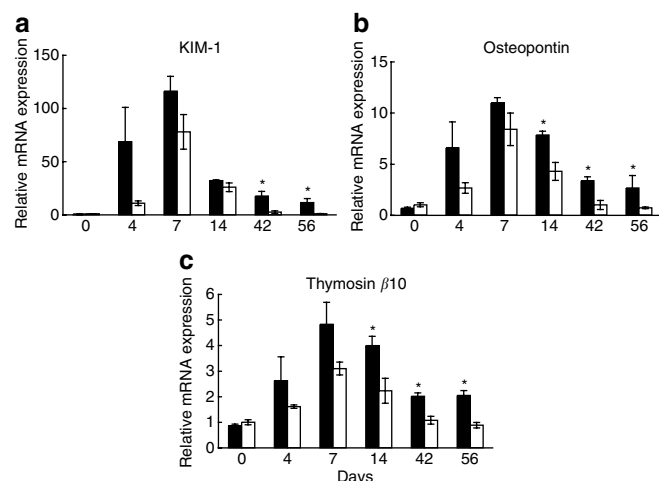 a
KIM-1
Relative mRNA expression
150
100
50
0
*
*
0 4 7 14 42 56
b
Osteopontin
Relative mRNA expression
15
10
5
0
*
*
*
0 4 7 14 42 56
c
Thymosin β10
Relative mRNA expression
6
5
4
3
2
1
0
*
*
*
0 4 7 14 42 56
Days